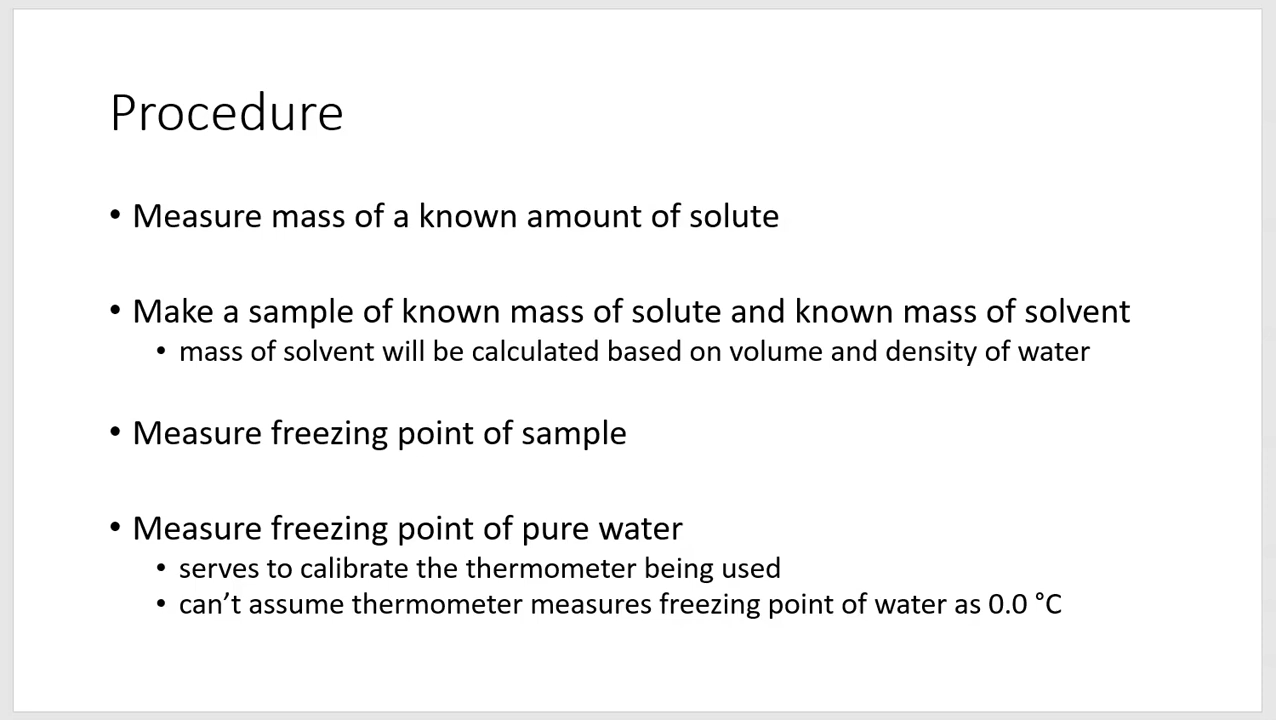 Procedure
• Measure mass of a known amount of solute
• Make a sample of known mass of solute and known mass of solvent
• mass of solvent will be calculated based on volume and density of water
• Measure freezing point of sample
• Measure freezing point of pure water
• serves to calibrate the thermometer being used
• can’t assume thermometer measures freezing point of water as 0.0 °C